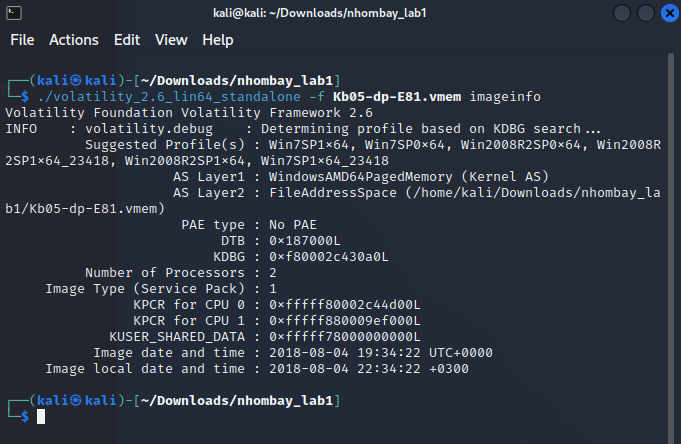 kali@kali: ~/Downloads/nhombay_lab1
File Actions Edit View Help
┌──(kali㉿kali)-[~/Downloads/nhombay_lab1]
└─$ ./volatility_2.6_lin64_standalone -f Kb05-dp-E81.vmem imageinfo
Volatility Foundation Volatility Framework 2.6
INFO    : volatility.debug    : Determining profile based on KDBG search...
          Suggested Profile(s) : Win7SP1x64, Win7SP0x64, Win2008R2SP0x64, Win2008R
2SP1x64_23418, Win2008R2SP1x64, Win7SP1x64_23418
                     AS Layer1 : WindowsAMD64PagedMemory (Kernel AS)
                     AS Layer2 : FileAddressSpace (/home/kali/Downloads/nhombay_la
b1/Kb05-dp-E81.vmem)
                      PAE type : No PAE
                           DTB : 0x187000L
                          KDBG : 0xf80002c430a0L
          Number of Processors : 2
     Image Type (Service Pack) : 1
                KPCR for CPU 0 : 0xfffff80002c44d00L
                KPCR for CPU 1 : 0xfffff880009ef000L
             KUSER_SHARED_DATA : 0xfffff78000000000L
           Image date and time : 2018-08-04 19:34:22 UTC+0000
     Image local date and time : 2018-08-04 22:34:22 +0300
┌──(kali㉿kali)-[~/Downloads/nhombay_lab1]
└─$